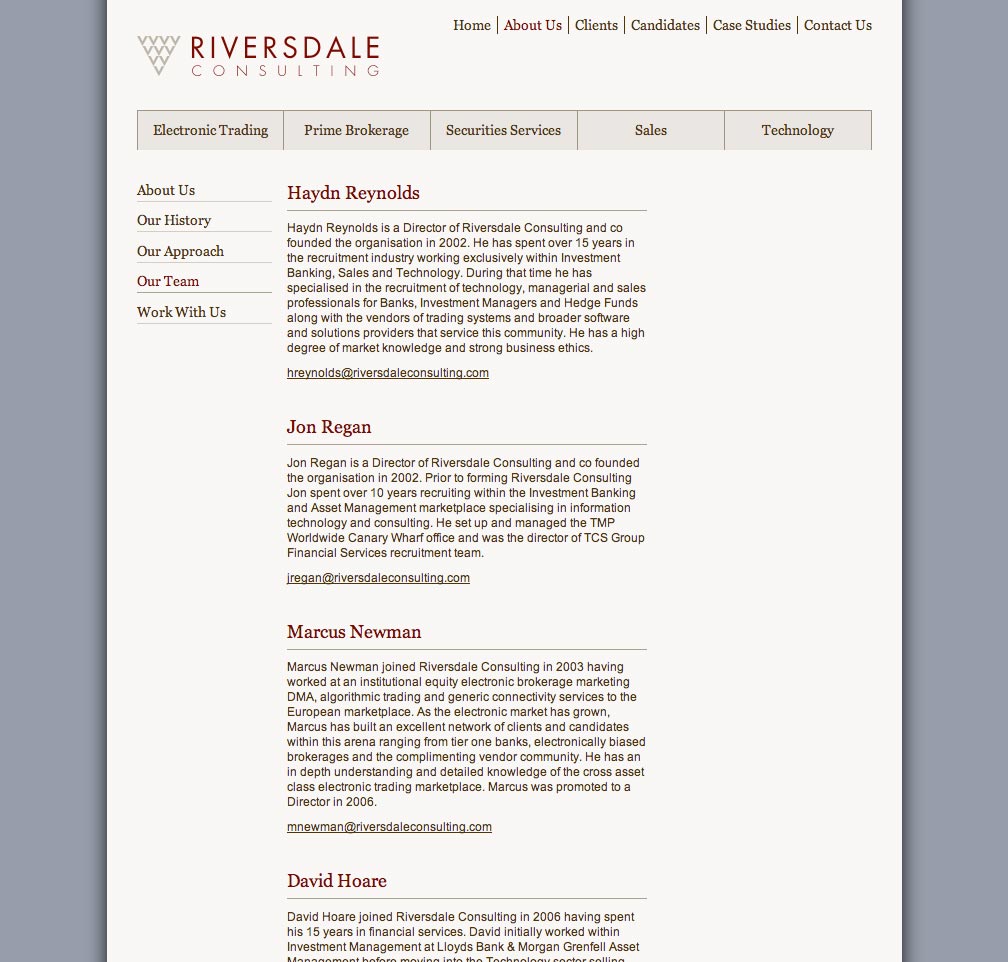 Home
About Us
Clients
Candidates
Case Studies
Contact Us
RIVERSDALE
CONSULTING
Electronic Trading
Prime Brokerage
Securities Services
Sales
Technology
About Us
Our History
Our Approach
Our Team
Work With Us
Haydn Reynolds
Haydn Reynolds is a Director of Riversdale Consulting and co
founded the organisation in 2002. He has spent over 15 years in
the recruitment industry working exclusively within Investment
Banking, Sales and Technology. During that time he has
specialised in the recruitment of technology, managerial and sales
professionals for Banks, Investment Managers and Hedge Funds
along with the vendors of trading systems and broader software
and solutions providers that service this community. He has a high
degree of market knowledge and strong business ethics.
hreynolds@riversdaleconsulting.com
Jon Regan
Jon Regan is a Director of Riversdale Consulting and co founded
the organisation in 2002. Prior to forming Riversdale Consulting
Jon spent over 10 years recruiting within the Investment Banking
and Asset Management marketplace specialising in information
technology and consulting. He set up and managed the TMP
Worldwide Canary Wharf office and was the director of TCS Group
Financial Services recruitment team.
jregan@riversdaleconsulting.com
Marcus Newman
Marcus Newman joined Riversdale Consulting in 2003 having
worked at an institutional equity electronic brokerage marketing
DMA, algorithmic trading and generic connectivity services to the
European marketplace. As the electronic market has grown,
Marcus has built an excellent network of clients and candidates
within this arena ranging from tier one banks, electronically biased
brokerages and the complimenting vendor community. He has an
in depth understanding and detailed knowledge of the cross asset
class electronic trading marketplace. Marcus was promoted to a
Director in 2006.
mnewman@riversdaleconsulting.com
David Hoare
David Hoare joined Riversdale Consulting in 2006 having spent
his 15 years in financial services. David initially worked within
Investment Management at Lloyds Bank & Morgan Grenfell Asset
Management before moving into the Technology sector selling